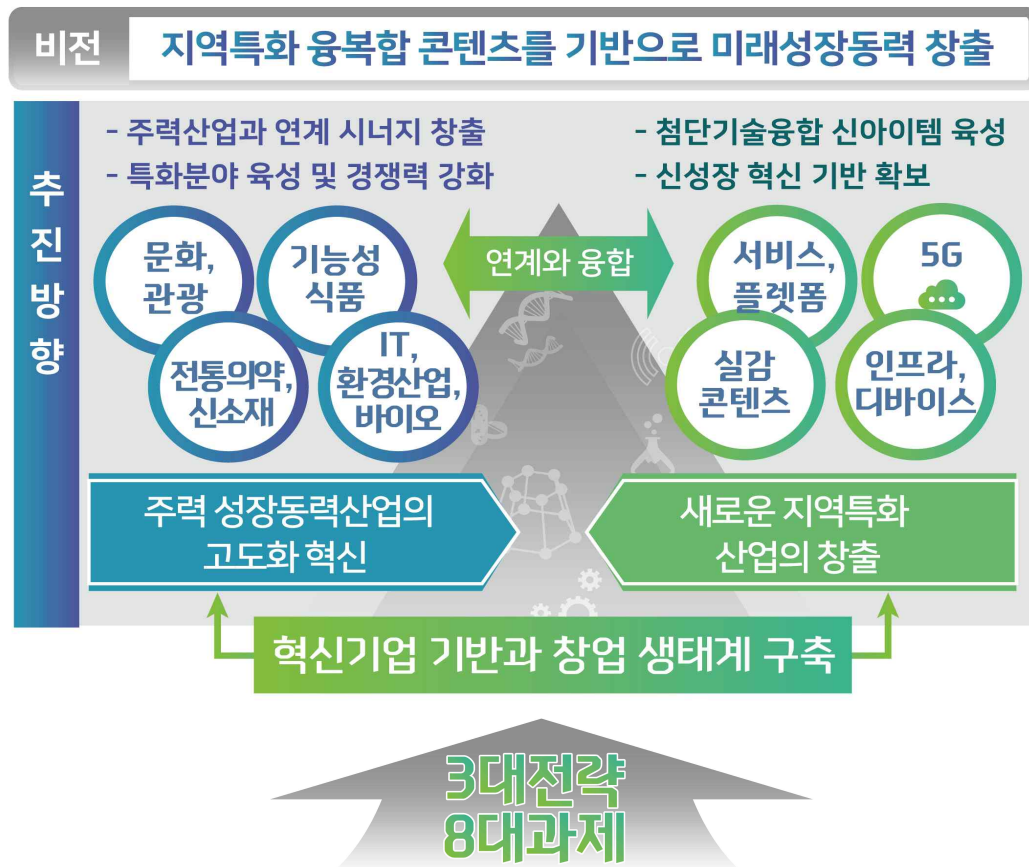 비전
지역특화 융복합 콘텐츠를 기반으로 미래성장동력 창출
추진방향
- 주력산업과 연계 시너지 창출
- 특화분야 육성 및 경쟁력 강화
- 첨단기술융합 신아이템 육성
- 신성장 혁신 기반 확보
문화,
관광
기능성
식품
전통의약,
신소재
IT,
환경산업,
바이오
연계와 융합
서비스,
플렛폼
5G
실감
콘텐츠
인프라,
디바이스
주력 성장동력산업의
고도화 혁신
새로운 지역특화
산업의 창출
혁신기업 기반과 창업 생태계 구축
3대전략
8대과제